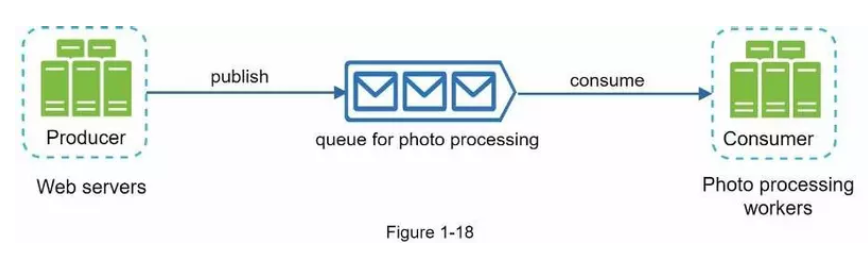 publish
consume
Producer
queue for photo processing
Consumer
Web servers
Photo processing
workers
Figure 1-18